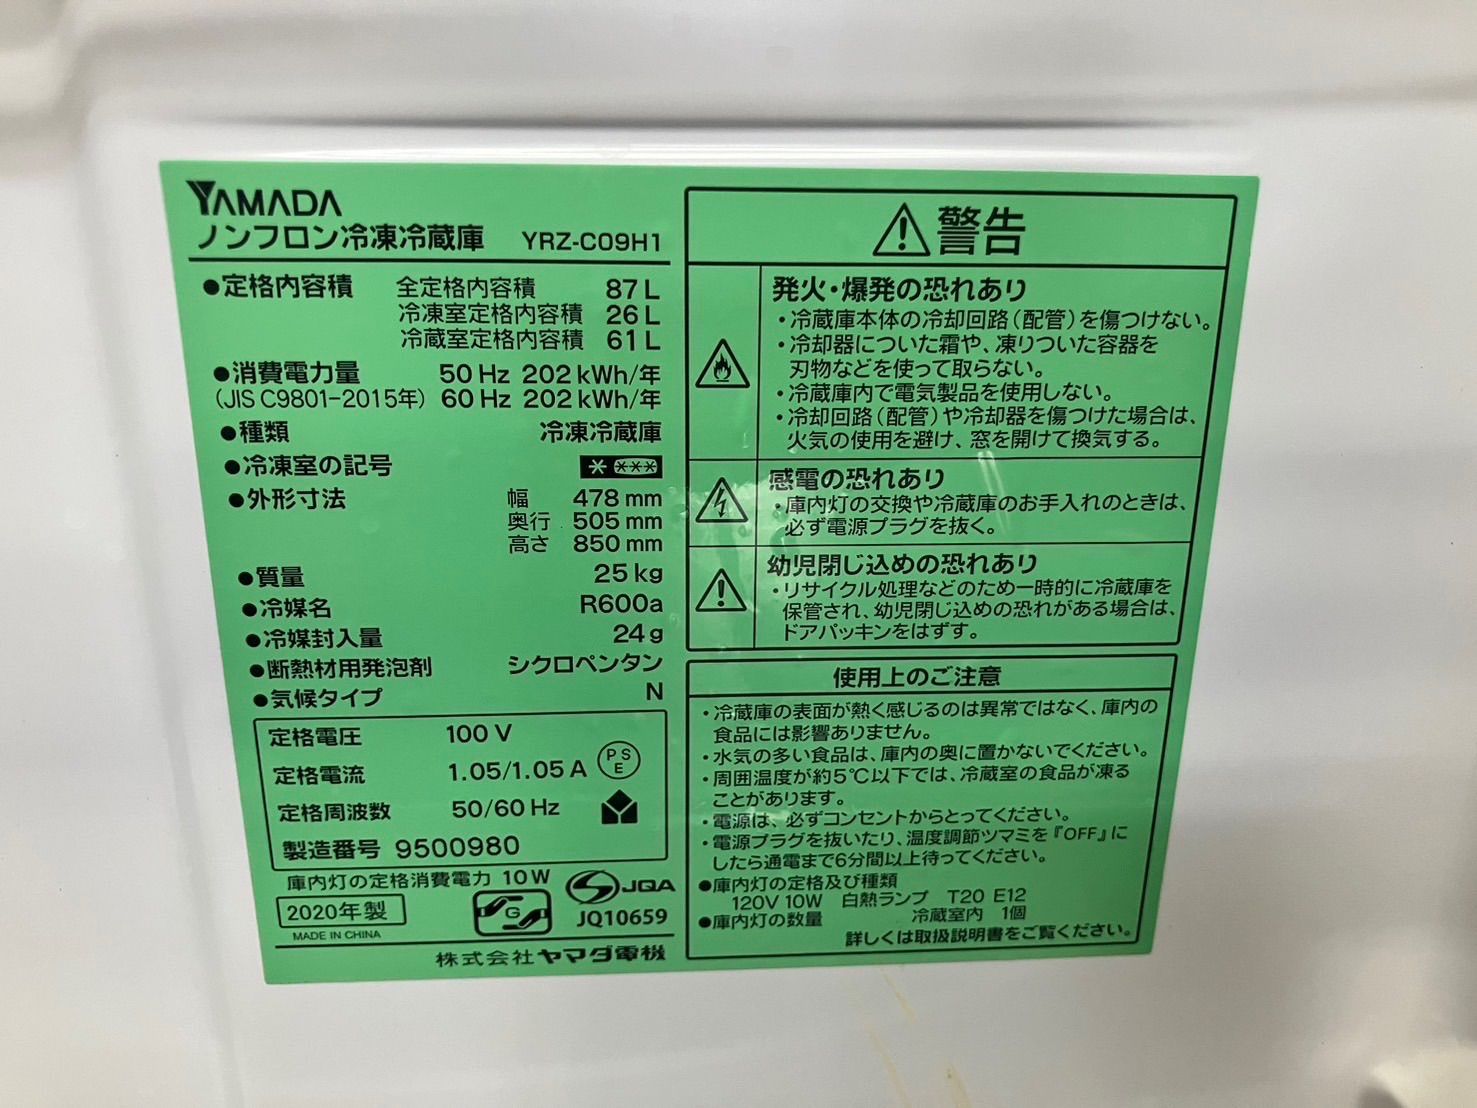 YAMADA
ノンフロン冷凍冷蔵庫 YRZ-C09H1
●定格内容積 全定格内容積 87 L
冷凍室定格内容積 26 L
冷蔵室定格内容積 61 L
●消費電力量 50 Hz 202 kWh/年
(JIS C9801-2015年) 60 Hz 202 kWh/年
●種類 冷凍冷蔵庫
●冷凍室の記号 * ***
●外形寸法 幅 478 mm
奥行 505 mm
高さ 850 mm
●質量 25 kg
●冷媒名 R600a
●冷媒封入量 24 g
●断熱材用発泡剤 シクロペンタン
●気候タイプ N
定格電圧 100 V
定格電流 1.05/1.05 A
PS
E
定格周波数 50/60 Hz
製造番号 9500980
庫内灯の定格消費電力 10 W
2020年製
MADE IN CHINA
G
JQA
JQ10659
株式会社ヤマダ電機
警告
発火・爆発の恐れあり
・冷蔵庫本体の冷却回路(配管)を傷つけない。
・冷却器についた霜や、凍りついた容器を
刃物などを使って取らない。
・冷蔵庫内で電気製品を使用しない。
・冷却回路(配管)や冷却器を傷つけた場合は、
火気の使用を避け、窓を開けて換気する。
感電の恐れあり
・庫内灯の交換や冷蔵庫のお手入れのときは、
必ず電源プラグを抜く。
幼児閉じ込めの恐れあり
・リサイクル処理などのため一時的に冷蔵庫を
保管され、幼児閉じ込めの恐れがある場合は、
ドアパッキンをはずす。
使用上のご注意
・冷蔵庫の表面が熱く感じるのは異常ではなく、庫内の
食品には影響ありません。
・水気の多い食品は、庫内の奥に置かないでください。
・周囲温度が約5℃以下では、冷蔵室の食品が凍る
ことがあります。
・電源は、必ずコンセントからとってください。
・電源プラグを抜いたり、温度調節ツマミを『OFF』に
したら通電まで6分間以上待ってください。
●庫内灯の定格及び種類
120V 10W 白熱ランプ T20 E12
●庫内灯の数量 冷蔵室内 1個
詳しくは取扱説明書をご覧ください。